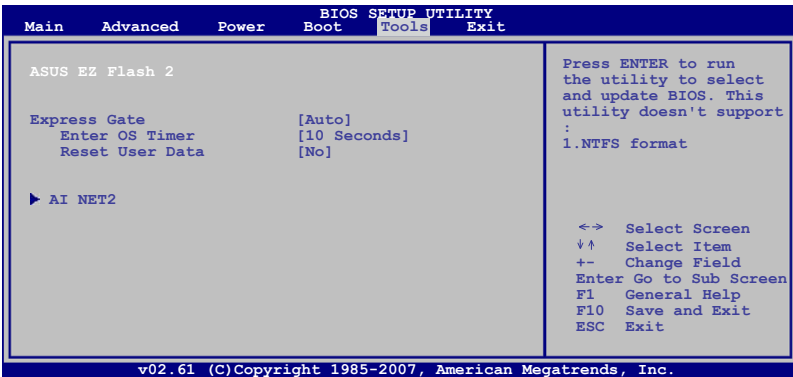 BIOS SETUP UTILITY
Main Advanced Power Boot Tools Exit
ASUS EZ Flash 2
Express Gate [Auto]
Enter OS Timer [10 Seconds]
Reset User Data [No]
AI NET2
Press ENTER to run
the utility to select
and update BIOS. This
utility doesn't support
:
1.NTFS format
←→ Select Screen
↓↑ Select Item
+- Change Field
Enter Go to Sub Screen
F1 General Help
F10 Save and Exit
ESC Exit
v02.61 (C)Copyright 1985-2007, American Megatrends, Inc.